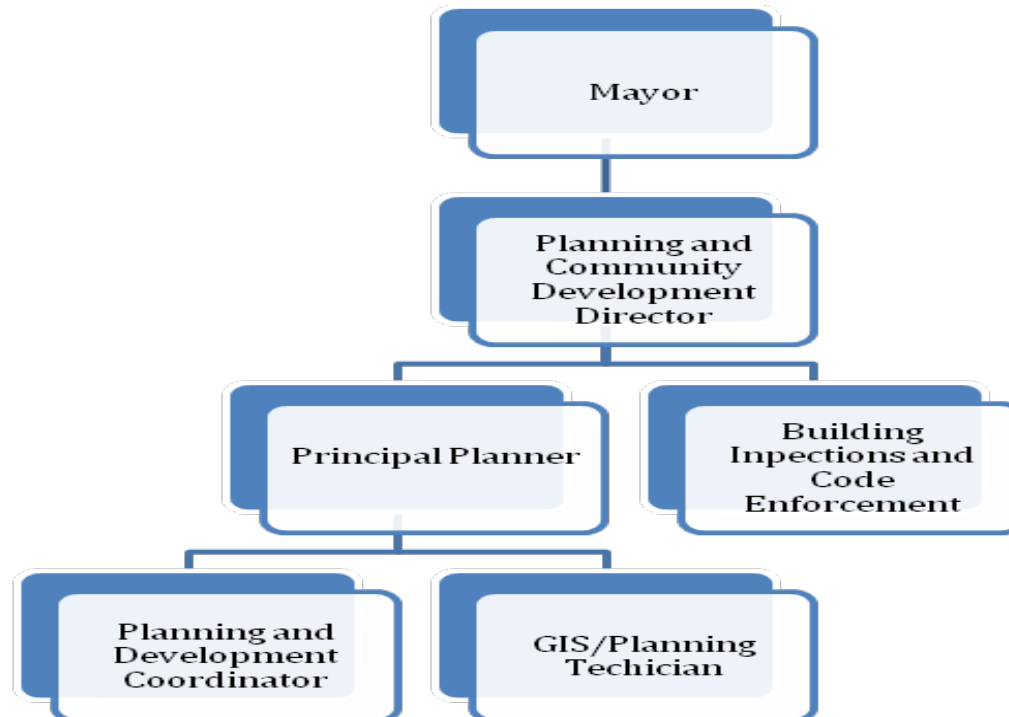 Mayor
Planning and
Community
Development
Director
Principal Planner
Building
Inpections and
Code
Enforcement
Planning and
Development
Coordinator
GIS/Planning
Techician